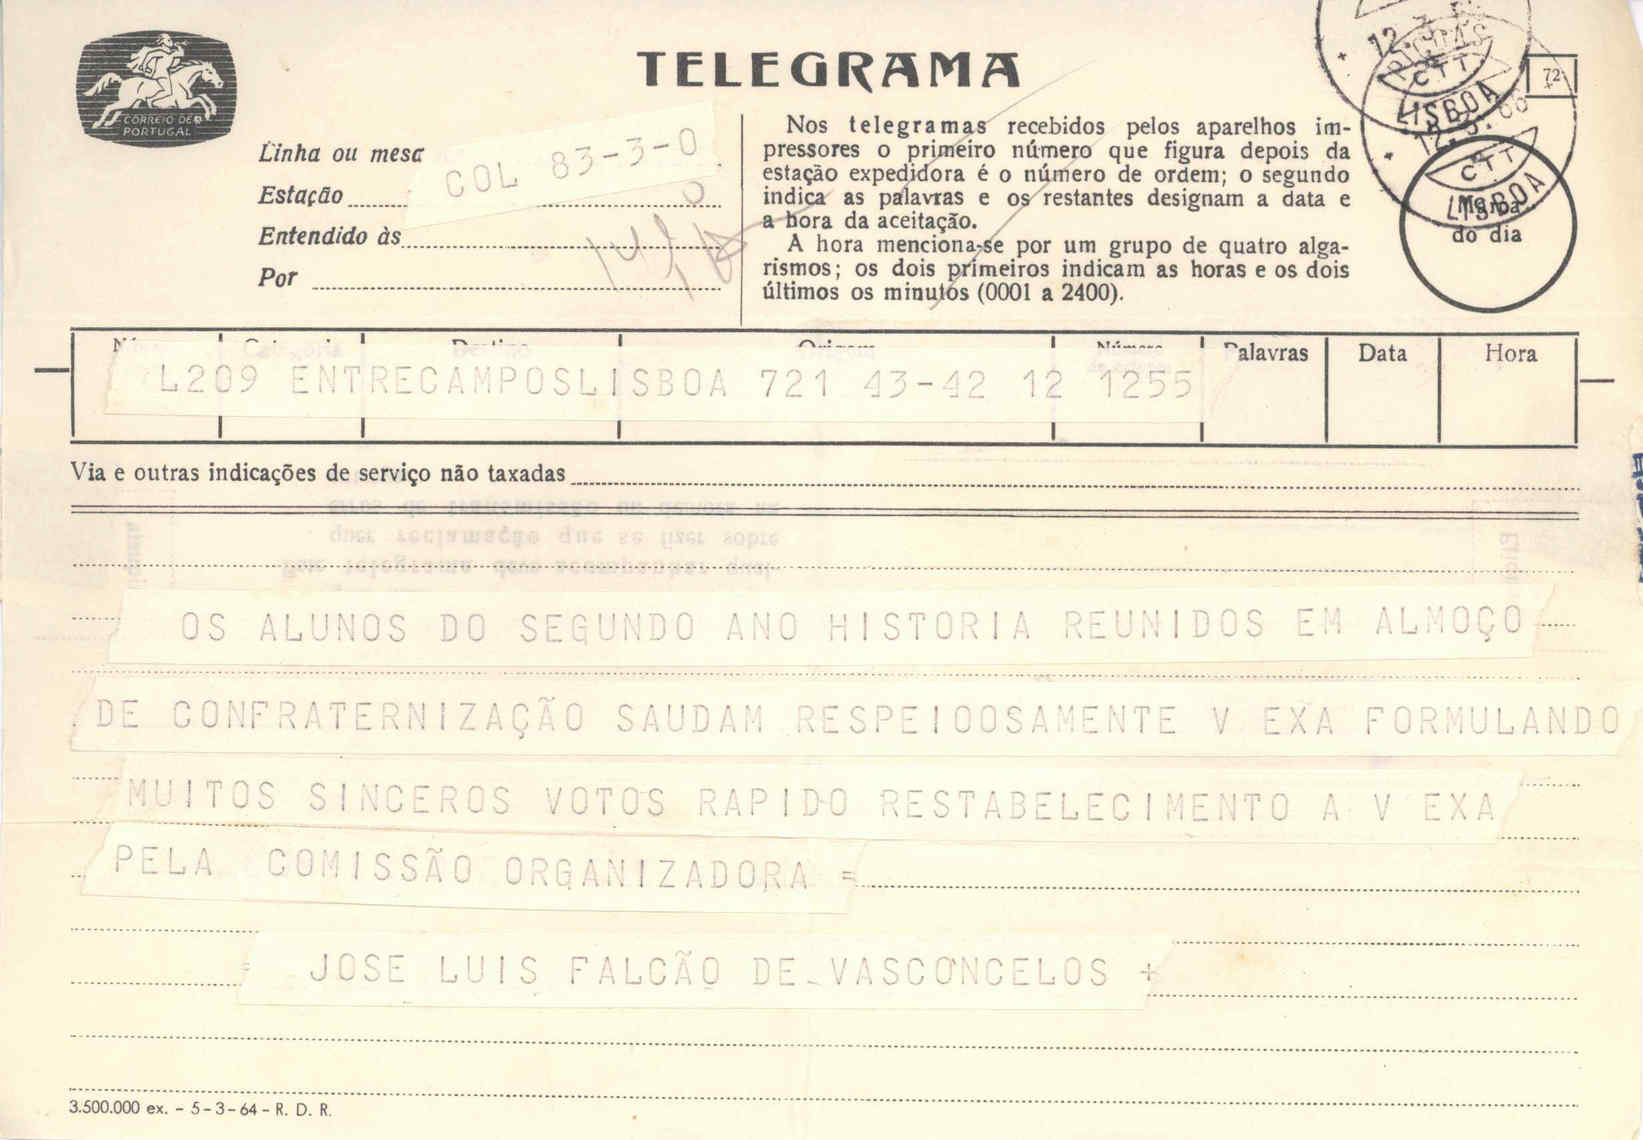 TELEGRAMA
CORREIO DE
PORTUGAL
Linha ou mesa
COL 83-3-0
Estação
Entendido às
Por
Nos telegramas recebidos pelos aparelhos im-
pressores o primeiro número que figura depois da
estação expedidora é o número de ordem; o segundo
indica as palavras e os restantes designam a data e
a hora da aceitação.
A hora menciona-se por um grupo de quatro alga-
rismos; os dois primeiros indicam as horas e os dois
últimos os minutos (0001 a 2400).
CTT
LISBOA
CTT
LISBOA
72
Marca
do dia
Categoria Destino Origem Número Palavras Data Hora
L209 ENTRECAMPOSLISBOA 721 43-42 12 1255
Via e outras indicações de serviço não taxadas
OS ALUNOS DO SEGUNDO ANO HISTORIA REUNIDOS EM ALMOÇO
DE CONFRATERNIZAÇÃO SAUDAM RESPEIOOSAMENTE V EXA FORMULANDO
MUITOS SINCEROS VOTOS RAPIDO RESTABELECIMENTO A V EXA
PELA COMISSÃO ORGANIZADORA =
= JOSE LUIS FALCÃO DE VASCONCELOS +
3.500.000 ex. - 5-3-64 - R. D. R.